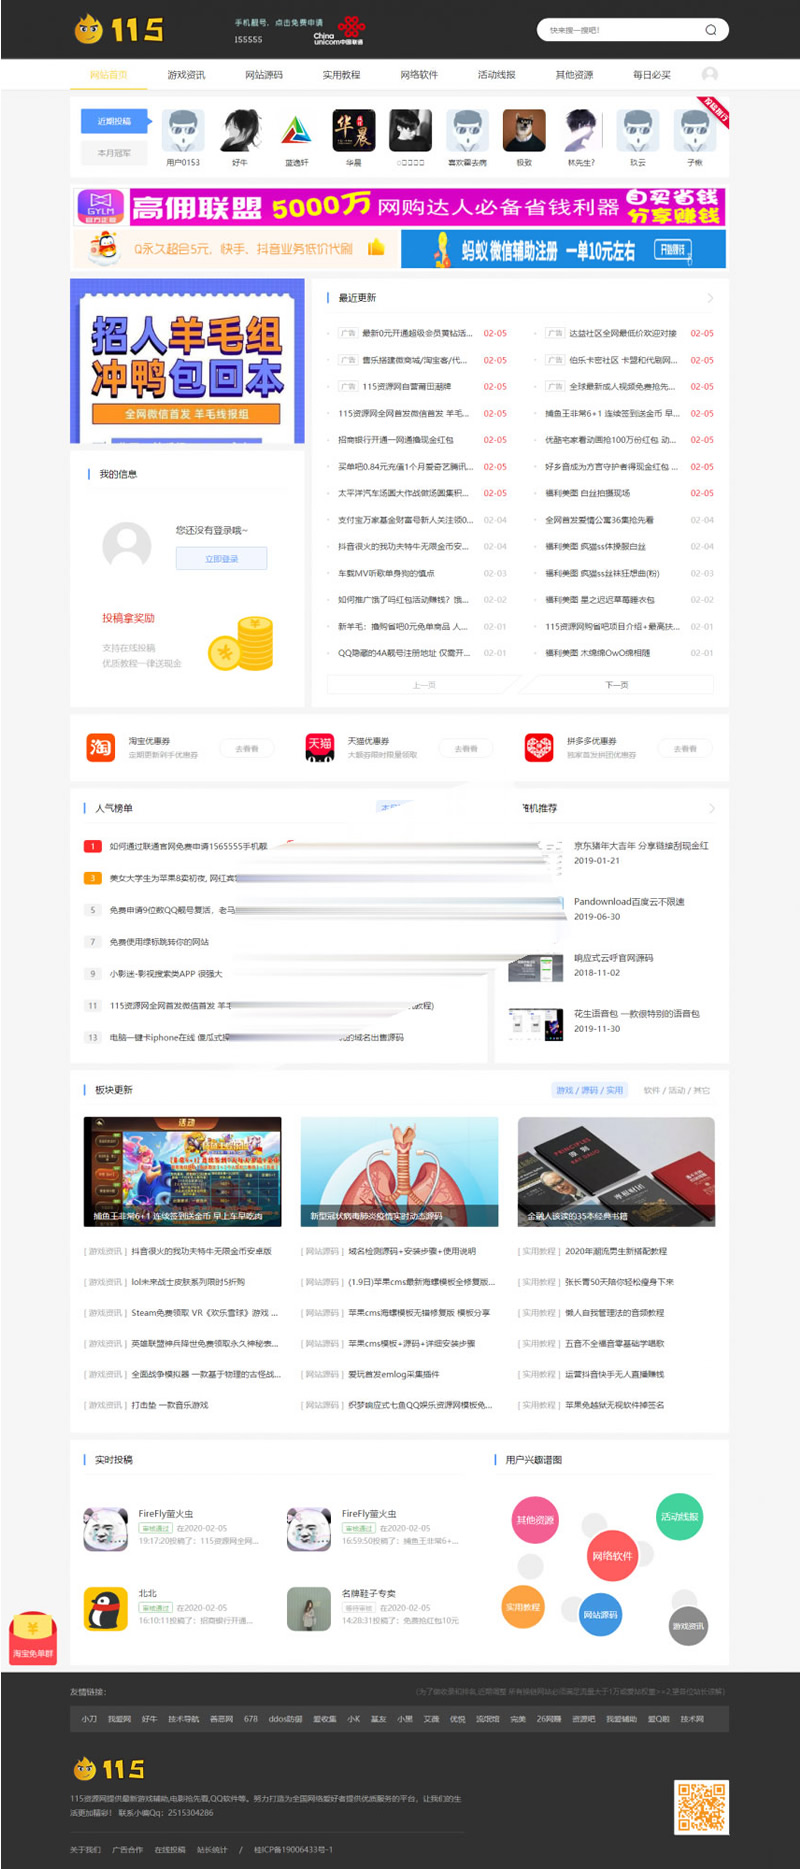 115
手机靓号，点击免费申请
155555
China
unicom中国联通
快来搜一搜吧!
网站首页
游戏资讯
网站源码
实用教程
网络软件
活动线报
其他资源
每日必买
近期投稿
本月冠军
用户0153
好牛
蓝逸轩
华晨
喜欢雷去病
极致
林先生?
玖云
子楸
GYLM
高佣联盟 5000万 网购达人必备省钱利器
自买省钱
分享赚钱
Q永久超会5元，快手、抖音业务低价代刷
蚂蚁微信辅助注册 一单10元左右
招人羊毛组
冲鸭包回本
全网微信首发 羊毛线报组
最近更新
广告 最新0元开通超级会员黄钻活... 02-05
广告 达益社区全网最低价欢迎对接 02-05
广告 售乐搭建微商城/淘宝客/代... 02-05
广告 伯乐卡密社区 卡盟和代刷网... 02-05
广告 115资源网自营莆田潮牌 02-05
广告 全球最新成人视频免费抢先... 02-05
115资源网全网首发微信首发 羊毛... 02-05
捕鱼王非常6+1 连续签到送金币 早... 02-05
招商银行开通一网通撸现金红包 02-05
优酷宅家看动画抢100万份红包 动... 02-05
买单吧0.84元充值1个月爱奇艺腾讯... 02-05
好乡音成为方言守护者得现金红包 ... 02-05
太平洋汽车汤圆大作战做汤圆集积... 02-05
福利美图 白丝拍摄现场 02-05
支付宝万家基金财富号新人关注领0... 02-04
全网首发爱情公寓36集抢先看 02-04
抖音很火的我功夫特牛无限金币安... 02-04
福利美图 疯猫ss体操服白丝 02-04
车载MV听歌单身狗的慎点 02-03
福利美图 疯猫ss丝袜狂想曲(粉) 02-03
如何推广饿了吗红包活动赚钱? 饿... 02-02
福利美图 星之迟迟草莓睡衣包 02-02
新羊毛: 撸购省吧0元免单商品 人... 02-01
115资源网购省吧项目介绍+最高扶... 02-01
QQ隐藏的4A靓号注册地址 仅需开... 02-01
福利美图 木绵绵OwO绵相随 02-01
上一页
下一页
我的信息
您还没有登录哦~
立即登录
投稿拿奖励
支持在线投稿
优质教程一律送现金
淘
淘宝优惠券
定期更新剁手优惠券
去看看
天猫
天猫优惠券
大额券限时限量领取
去看看
拼多多优惠券
独家首发拼团优惠券
去看看
人气榜单
1 如何通过联通官网免费申请1565555手机靓
3 美女大学生为苹果8卖初夜, 网红宾
5 免费申请9位数QQ靓号复活，老马
7 免费使用绿标跳转你的网站
9 小影迷-影视搜索类APP 很强大
11 115资源网全网首发微信首发 羊毛
13 电脑一键卡iphone在线 傻瓜式操
的域名出售源码
随机推荐
京东猪年大吉年 分享链接刮现金红
2019-01-21
Pandownload百度云不限速
2019-06-30
响应式云呼官网源码
2018-11-02
花生语音包 一款很特别的语音包
2019-11-30
板块更新
游戏 / 源码 / 实用
软件 / 活动 / 其它
活动
捕鱼王非常6+1 连续签到送金币 早上车早吃肉
新型冠状病毒肺炎疫情实时动态源码
PRINCIPLES
原则
金融人该读的35本经典书籍
[ 游戏资讯 ] 抖音很火的我功夫特牛无限金币安卓版
[ 网站源码 ] 域名检测源码+安装步骤+使用说明
[ 实用教程 ] 2020年潮流男生新搭配教程
[ 游戏资讯 ] lol未来战士皮肤系列限时5折购
[ 网站源码 ] (1.9日)苹果cms最新海螺模板全修复版...
[ 实用教程 ] 张长青50天陪你轻松瘦身下来
[ 游戏资讯 ] Steam免费领取 VR《欢乐雪球》游戏 ...
[ 网站源码 ] 苹果cms海螺模板无错修复版 模板分享
[ 实用教程 ] 懒人自我管理法的音频教程
[ 游戏资讯 ] 英雄联盟神兵降世免费领取永久神秘表...
[ 网站源码 ] 苹果cms模板+源码+详细安装步骤
[ 实用教程 ] 五音不全福音零基础学唱歌
[ 游戏资讯 ] 全面战争模拟器 一款基于物理的古怪战...
[ 网站源码 ] 爱玩首发emlog采集插件
[ 实用教程 ] 运营抖音快手无人直播赚钱
[ 游戏资讯 ] 打击垫 一款音乐游戏
[ 网站源码 ] 织梦响应式七鱼QQ娱乐资源网模板免...
[ 实用教程 ] 苹果免越狱无视软件掉签名
实时投稿
FireFly萤火虫
审核通过 在2020-02-05
19:17:20投稿了: 115资源网全网...
FireFly萤火虫
审核通过 在2020-02-05
16:59:50投稿了: 捕鱼王非常6+...
北北
审核通过 在2020-02-05
16:10:11投稿了: 招商银行开通...
名牌鞋子专卖
等待审核 在2020-02-05
14:20:31投稿了: 免费抢红包10元
用户兴趣谱图
其他资源
活动线报
网络软件
实用教程
网站源码
游戏资讯
淘宝免单群
友情链接:
小刀 我爱网 好牛 技术导航 善恶网 678 ddos防御 爱收集 小K 基友 小黑 艾薇 优悦 流氓馆 完美 26网赚 资源吧 我爱辅助 爱Q啦 技术网
115
115资源网提供最新游戏辅助,电影抢先看,QQ软件等。努力打造为全国网络爱好者提供优质服务的平台，让我们的生
活更加精彩! 联系小编Qq: 2515304286
关于我们 广告合作 在线投稿 站长统计 / 桂ICP备19006433号-1